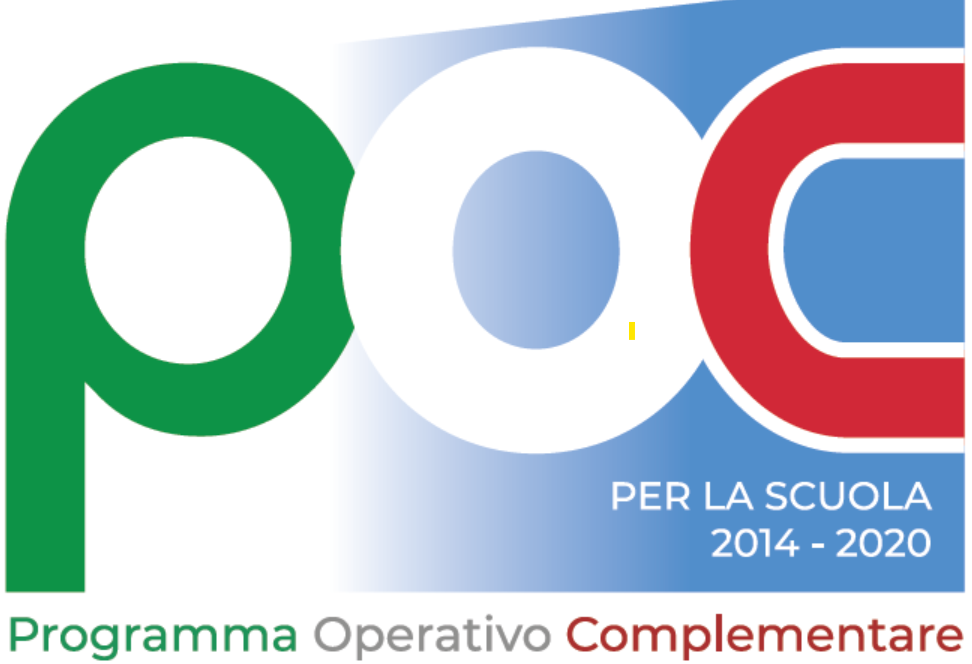 poc
PER LA SCUOLA
2014 - 2020
Programma Operativo Complementare